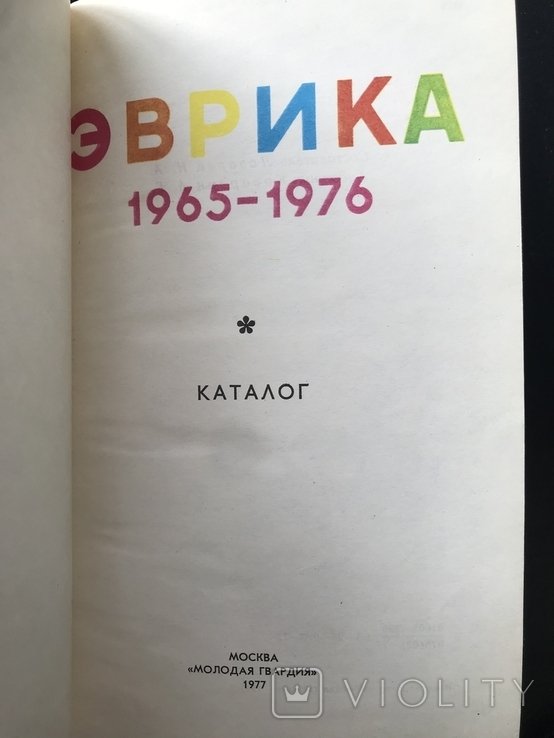 ЭВРИКА
1965–1976
*
КАТАЛОГ
МОСКВА
«МОЛОДАЯ ГВАРДИЯ»
1977
VIOLITY